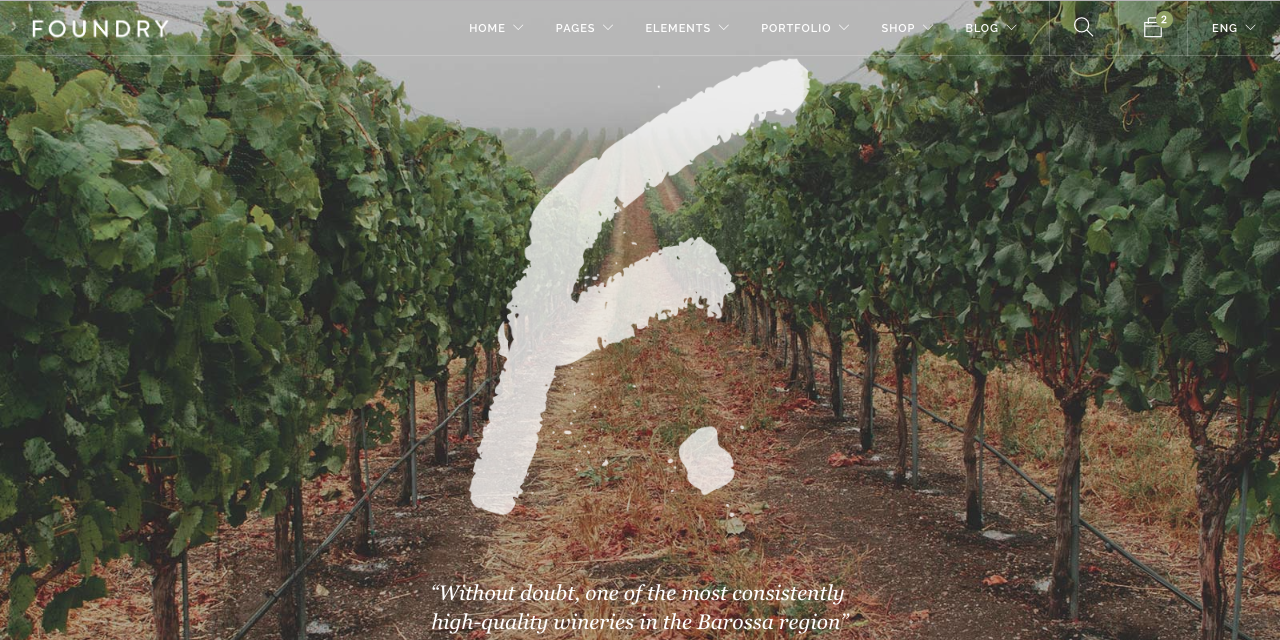 FOUNDRY
HOME
PAGES
ELEMENTS
PORTFOLIO
SHOP
BLOG
2
ENG
F.
“Without doubt, one of the most consistently
high-quality wineries in the Barossa region”